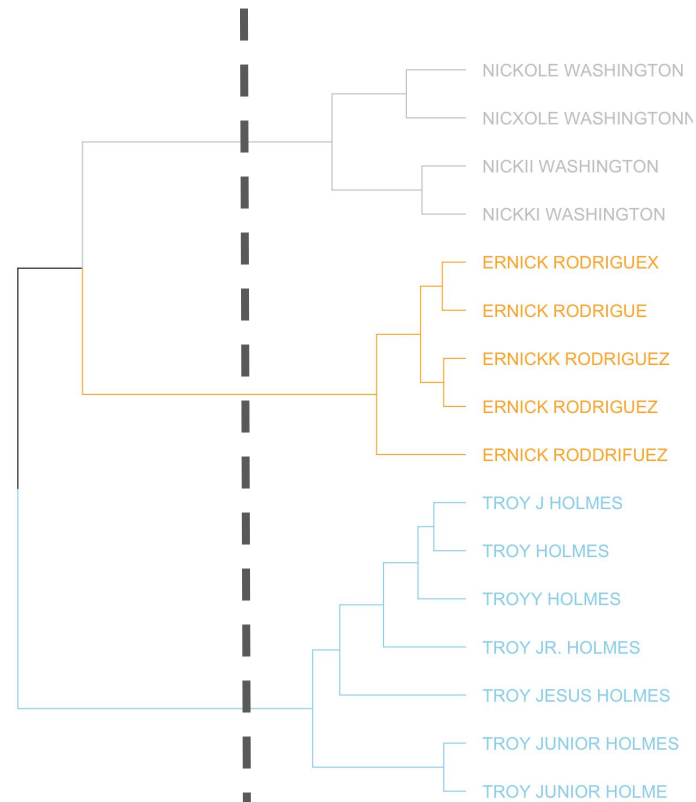 NICKOLE WASHINGTON
NICXOLE WASHINGTONN
NICKII WASHINGTON
NICKKI WASHINGTON
ERNICK RODRIGUEX
ERNICK RODRIGUE
ERNICKK RODRIGUEZ
ERNICK RODRIGUEZ
ERNICK RODDRIFUEZ
TROY J HOLMES
TROY HOLMES
TROYY HOLMES
TROY JR. HOLMES
TROY JESUS HOLMES
TROY JUNIOR HOLMES
TROY JUNIOR HOLME